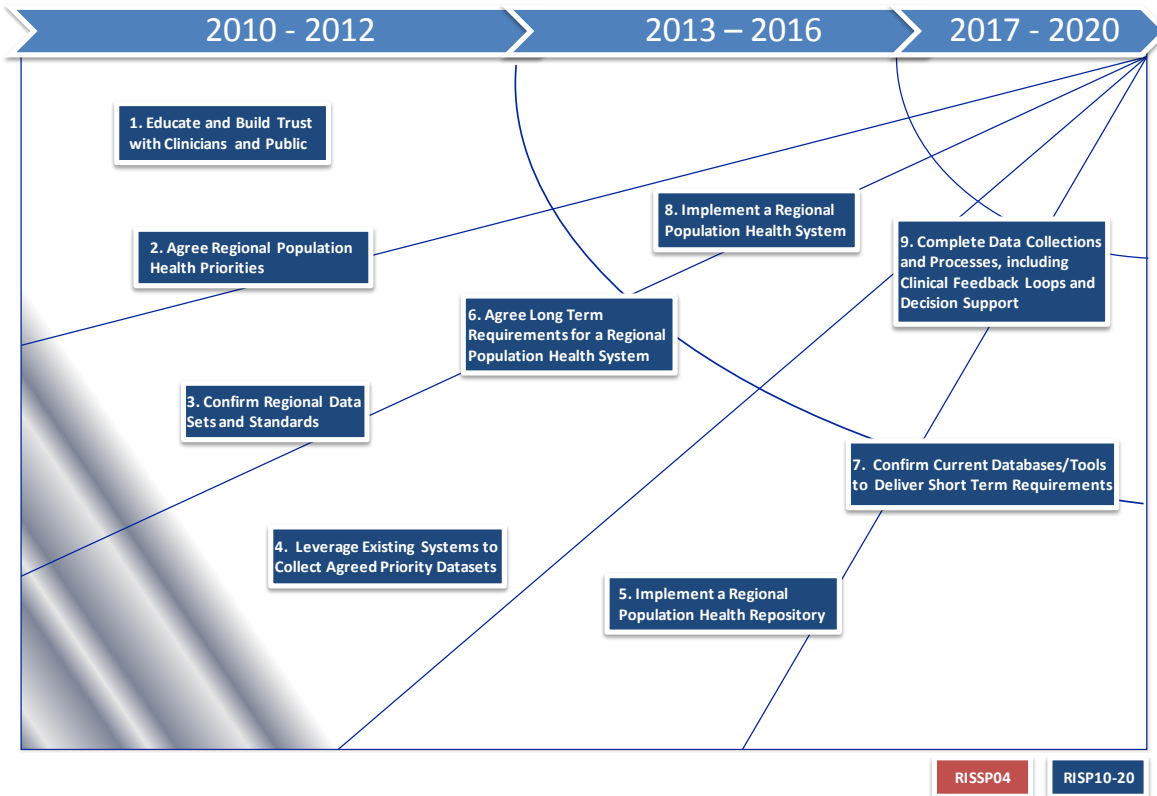 2010 - 2012
2013 – 2016
2017 - 2020
1. Educate and Build Trust
with Clinicians and Public
2. Agree Regional Population
Health Priorities
8. Implement a Regional
Population Health System
9. Complete Data Collections
and Processes, including
Clinical Feedback Loops and
Decision Support
6. Agree Long Term
Requirements for a Regional
Population Health System
3. Confirm Regional Data
Sets and Standards
7. Confirm Current Databases/Tools
to Deliver Short Term Requirements
4. Leverage Existing Systems to
Collect Agreed Priority Datasets
5. Implement a Regional
Population Health Repository
RISSP04
RISP10-20